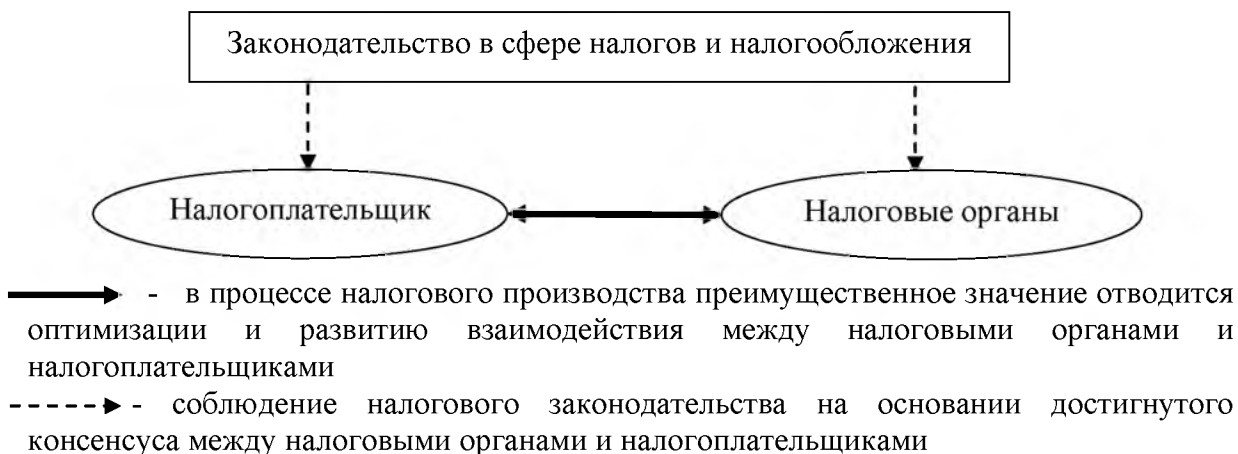 Законодательство в сфере налогов и налогообложения
Налогоплательщик
Налоговые органы
- в процессе налогового производства преимущественное значение отводится
оптимизации и развитию взаимодействия между налоговыми органами и
налогоплательщиками
- соблюдение налогового законодательства на основании достигнутого
консенсуса между налоговыми органами и налогоплательщиками